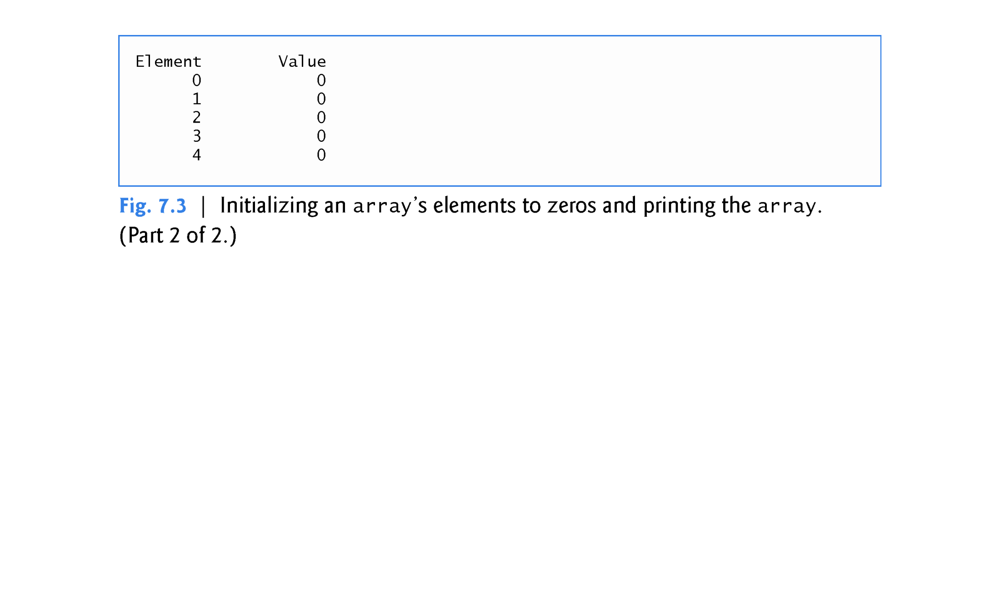 Element Value
0 0
1 0
2 0
3 0
4 0
Fig. 7.3 | Initializing an array’s elements to zeros and printing the array.
(Part 2 of 2.)